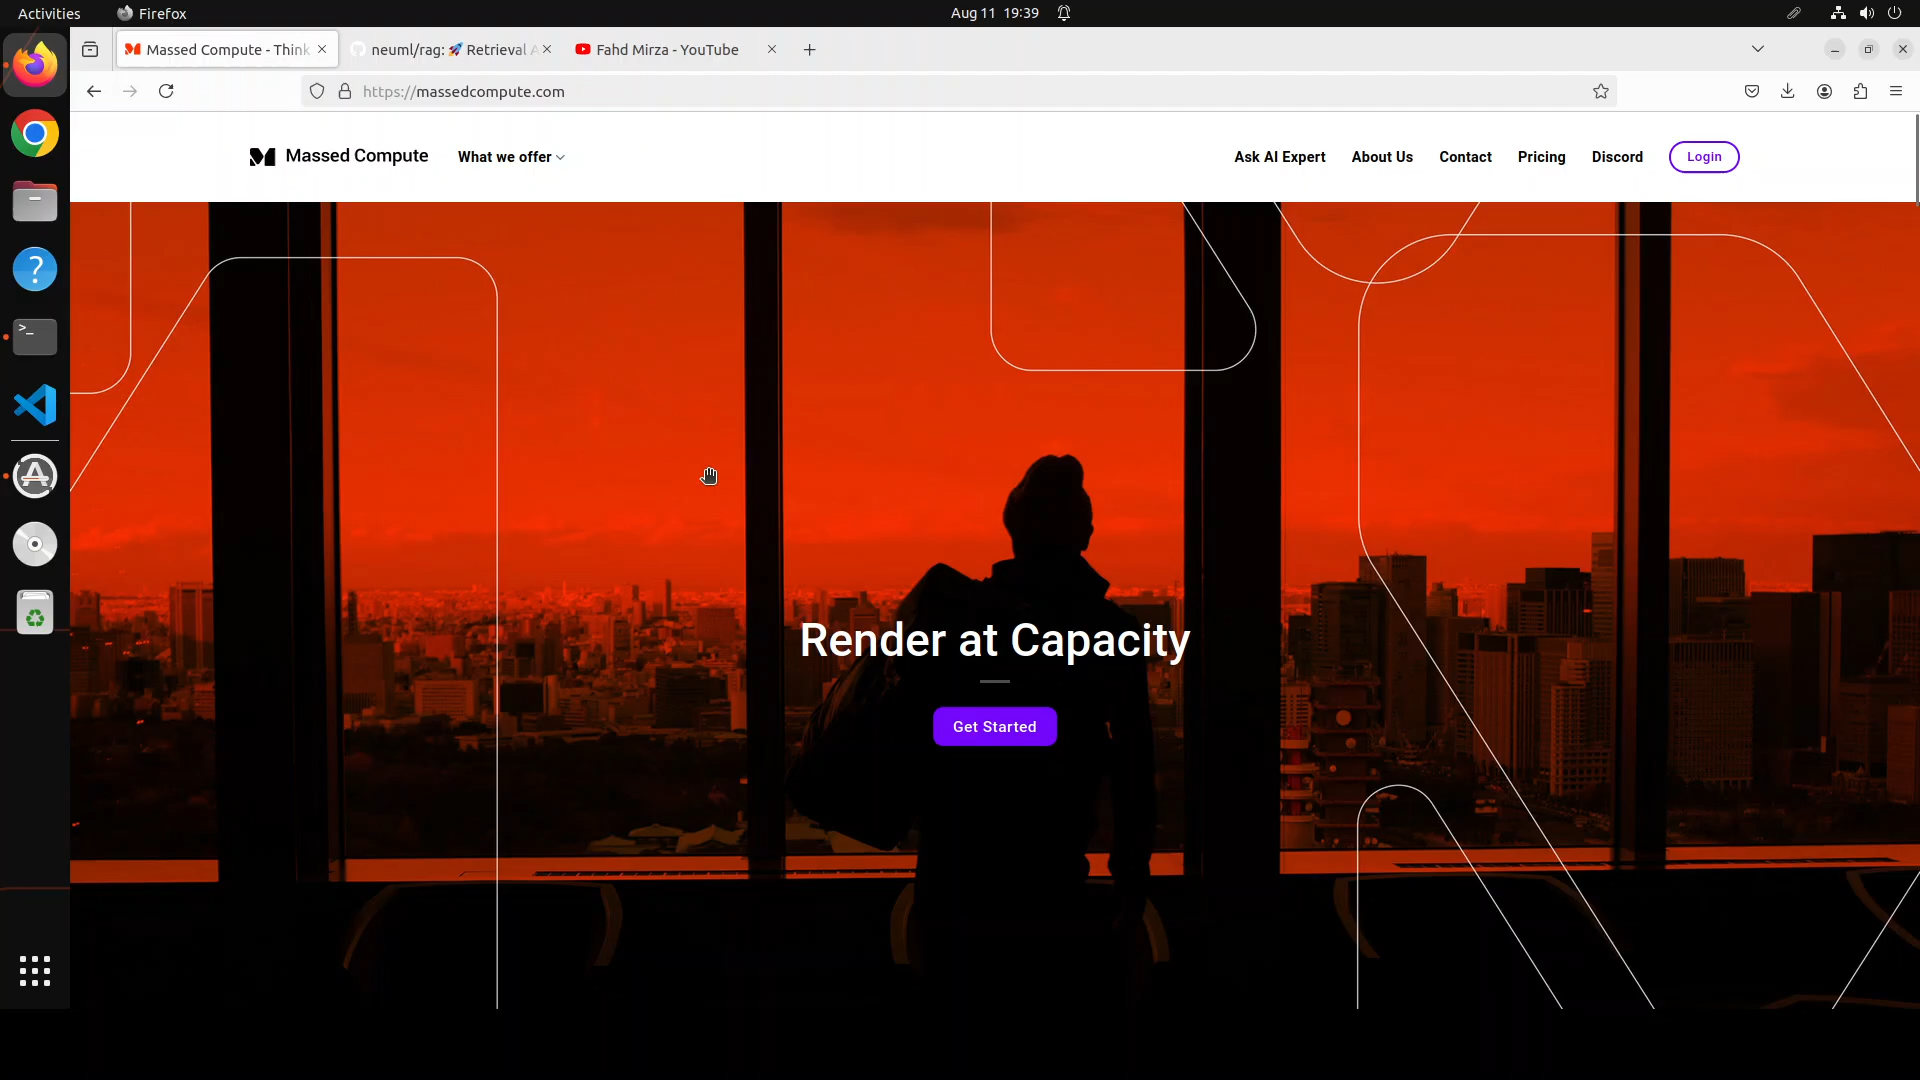 Activities
Firefox
Aug 11 19:39
Massed Compute - Think
neuml/rag: 🚀 Retrieval A
Fahd Mirza - YouTube
https://massedcompute.com
Massed Compute
What we offer
Ask AI Expert
About Us
Contact
Pricing
Discord
Login
Render at Capacity
Get Started